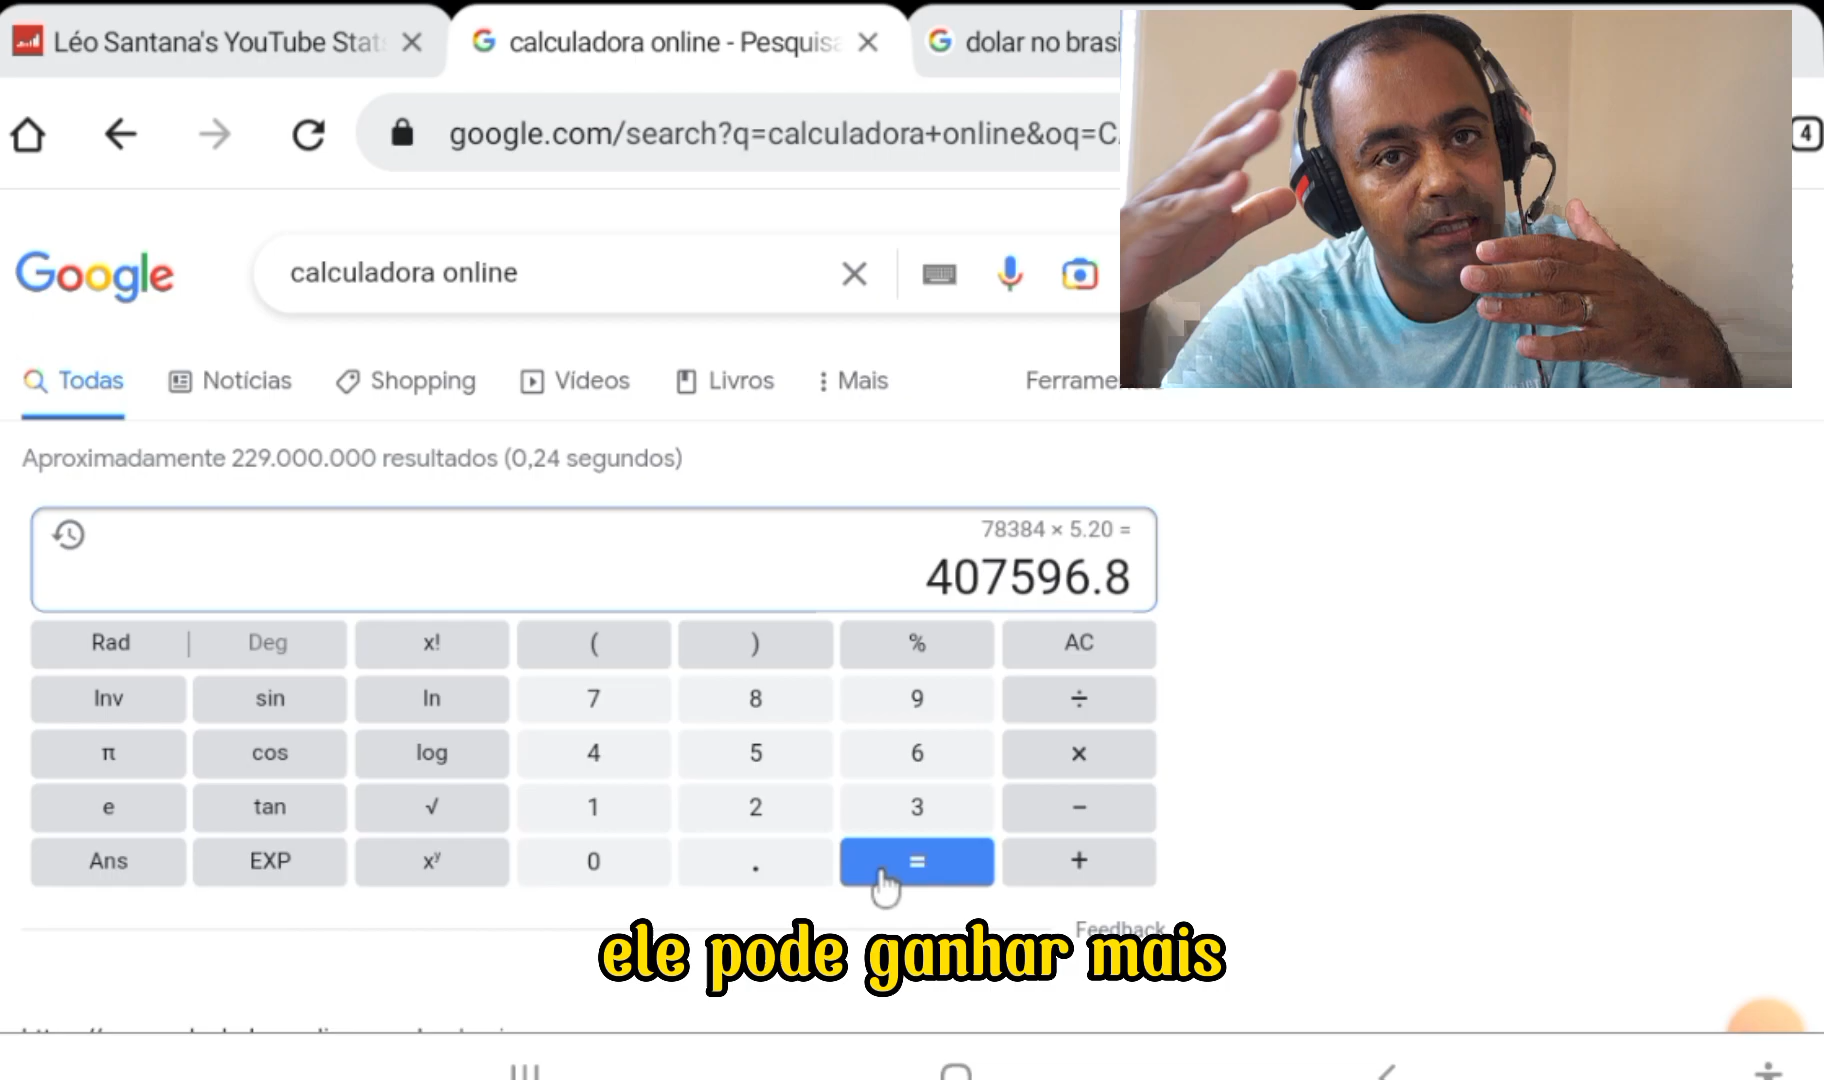 Léo Santana's YouTube Stat
calculadora online - Pesquisa
dolar no brasi
google.com/search?q=calculadora+online&oq=C
4
Google
calculadora online
Todas
Notícias
Shopping
Vídeos
Livros
Mais
Ferrame
Aproximadamente 229.000.000 resultados (0,24 segundos)
78384 × 5.20 =
407596.8
Rad | Deg x! ( ) % AC
Inv sin ln 7 8 9 ÷
π cos log 4 5 6 ×
e tan √ 1 2 3 −
Ans EXP xʸ 0 . = +
Feedback
ele pode ganhar mais